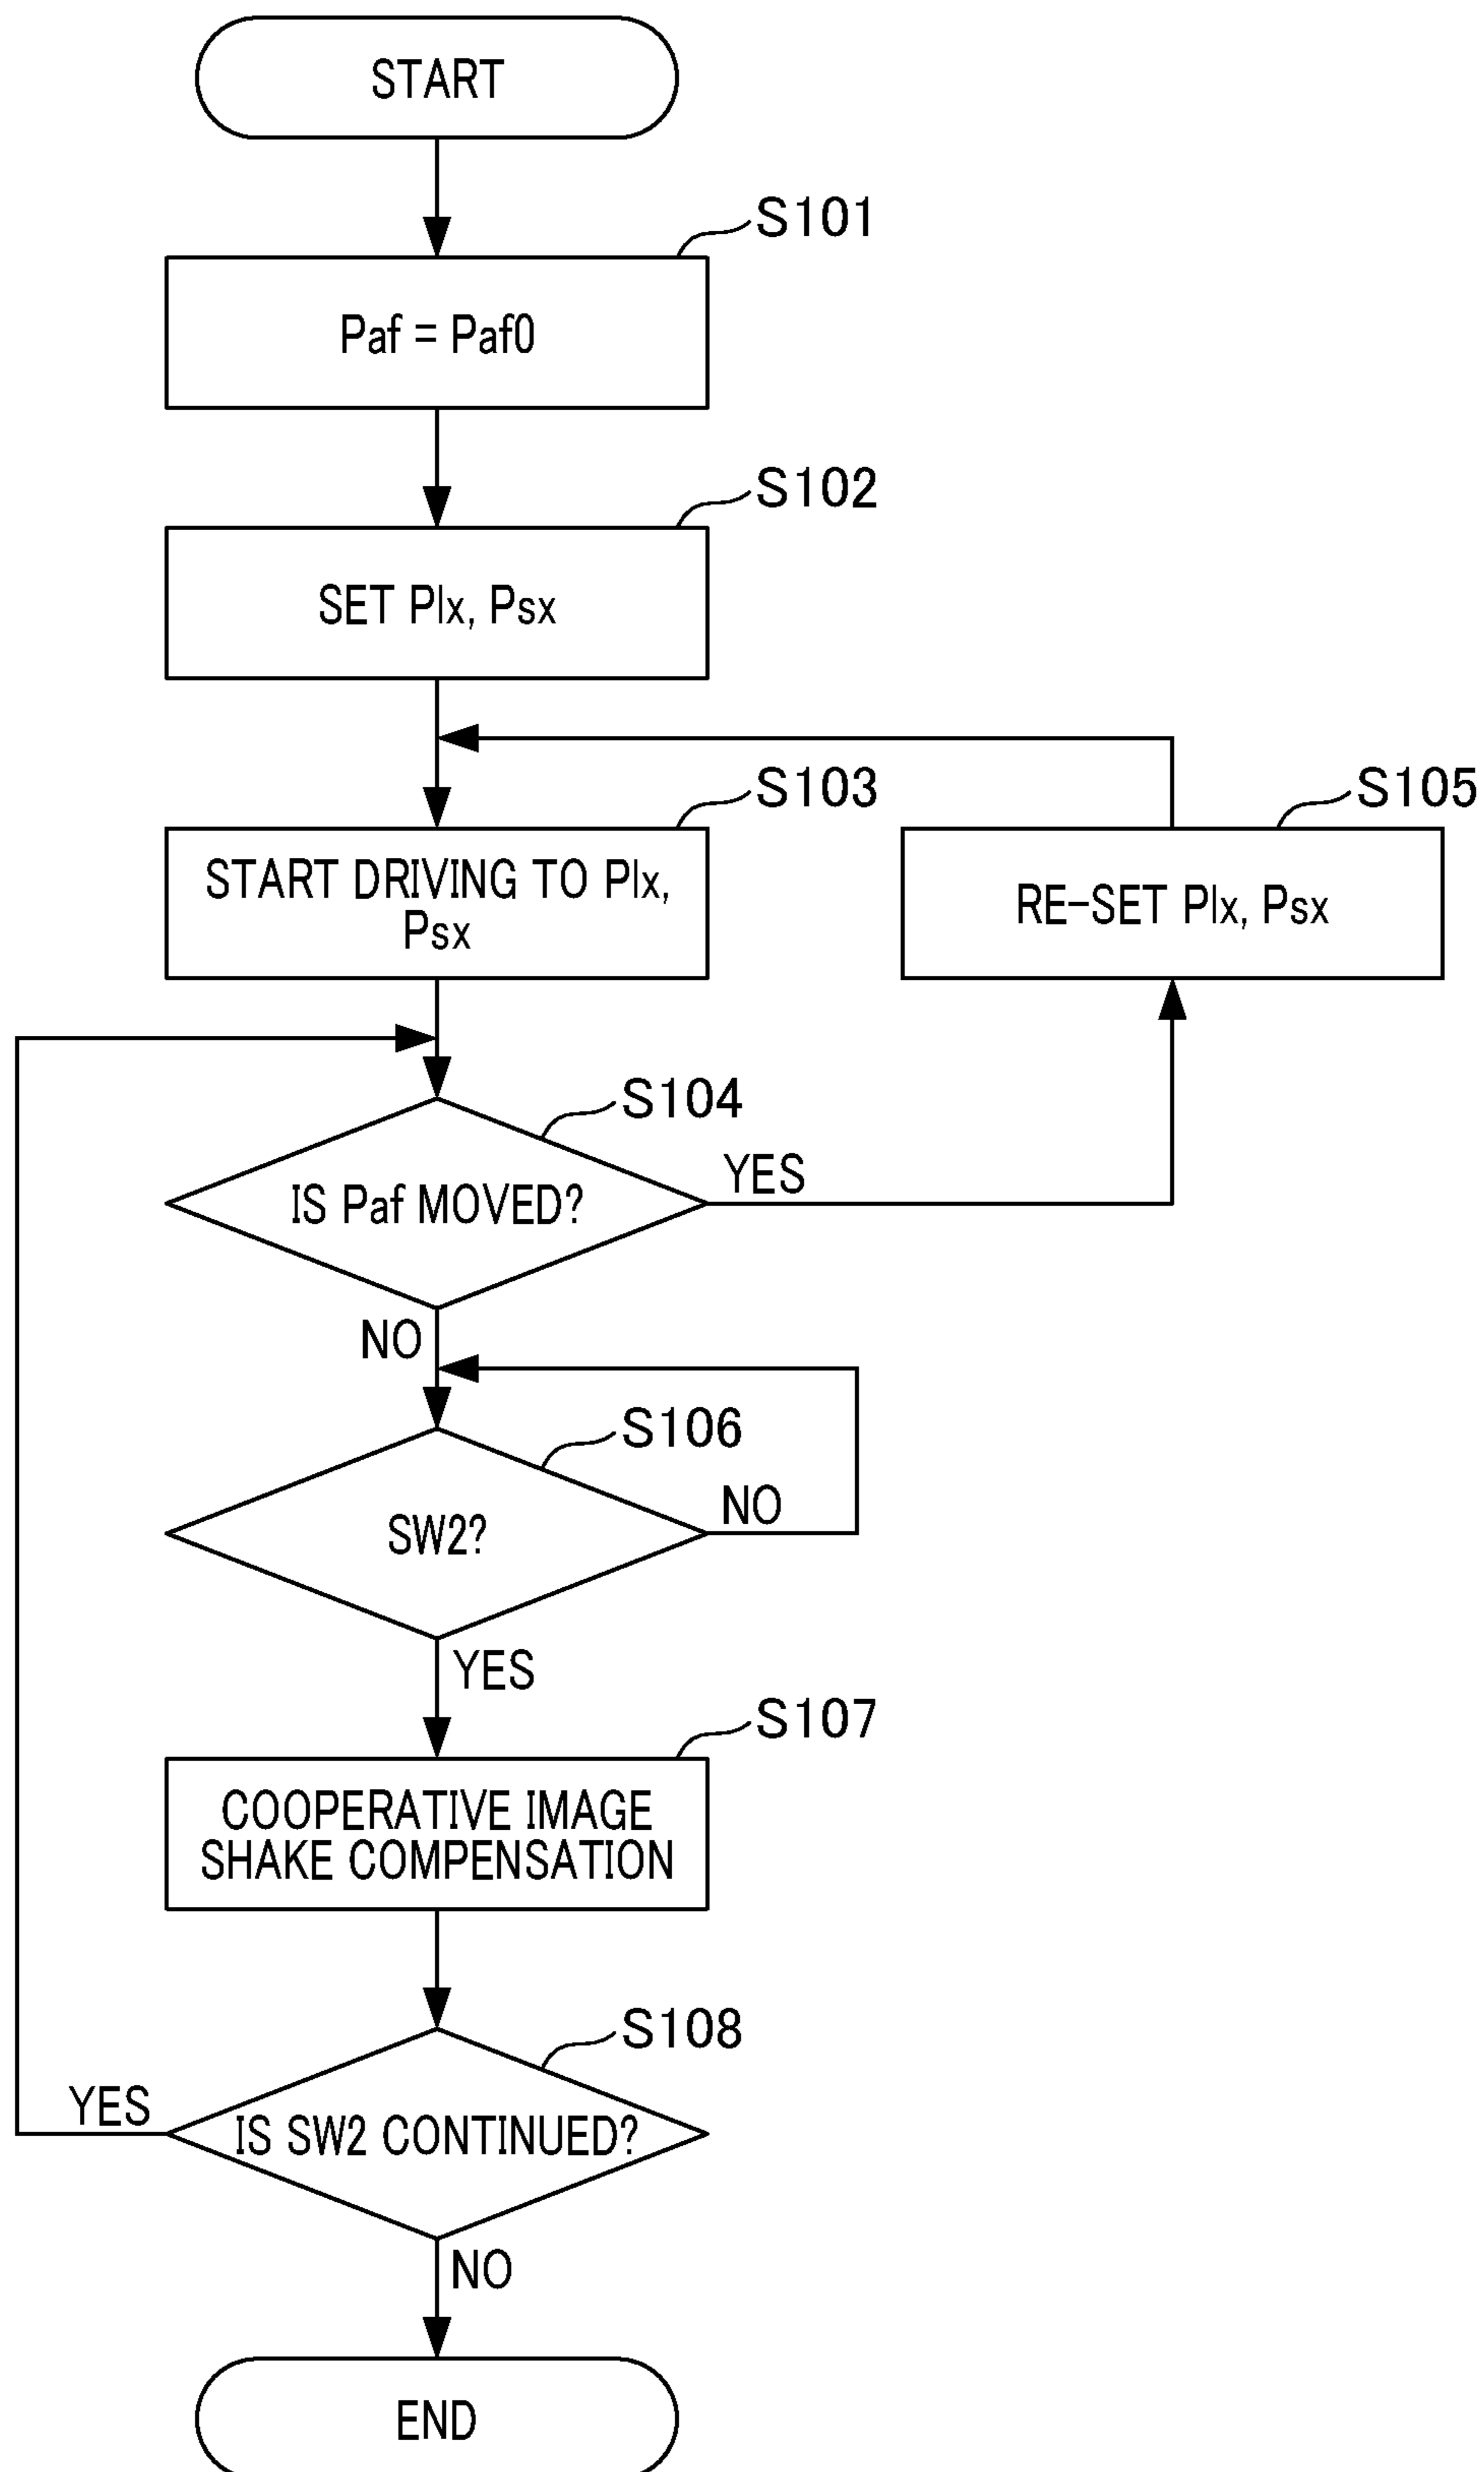 START
S101
Paf = Paf0
S102
SET Plx, Psx
S103
START DRIVING TO Plx,
Psx
S105
RE-SET Plx, Psx
S104
IS Paf MOVED?
YES
NO
S106
SW2?
NO
YES
S107
COOPERATIVE IMAGE
SHAKE COMPENSATION
S108
IS SW2 CONTINUED?
YES
NO
END